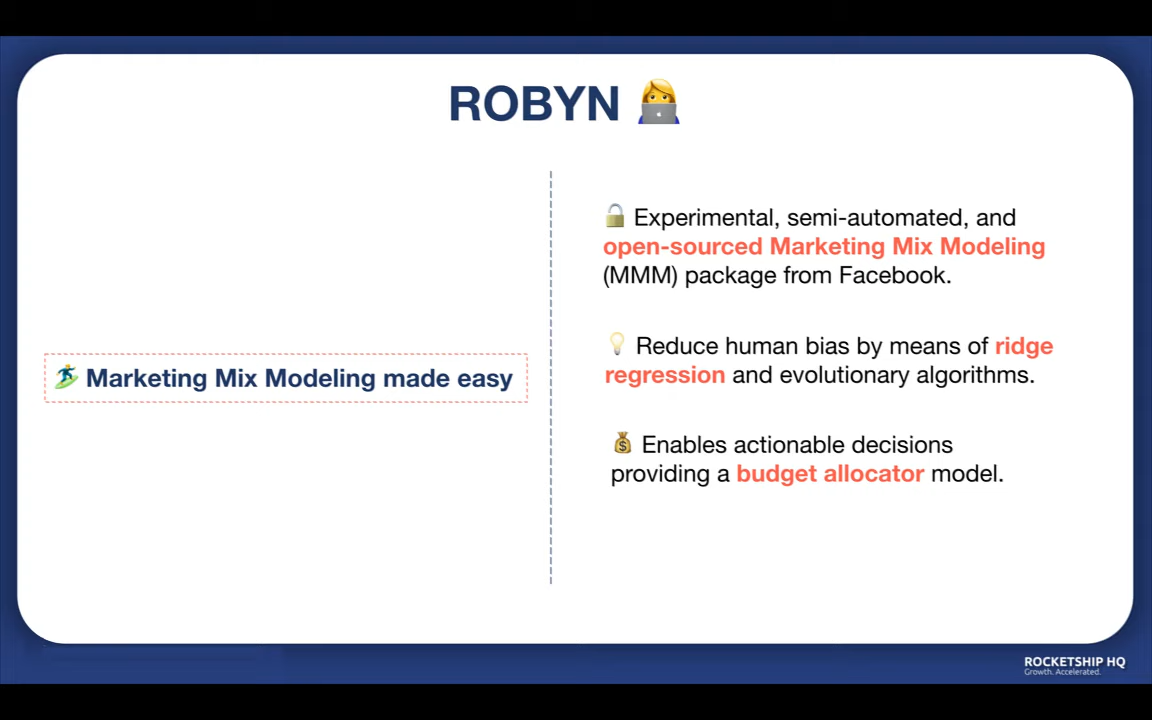 ROBYN
Marketing Mix Modeling made easy
Experimental, semi-automated, and
open-sourced Marketing Mix Modeling
(MMM) package from Facebook.
Reduce human bias by means of ridge
regression and evolutionary algorithms.
Enables actionable decisions
providing a budget allocator model.
ROCKETSHIP HQ
Growth. Accelerated.